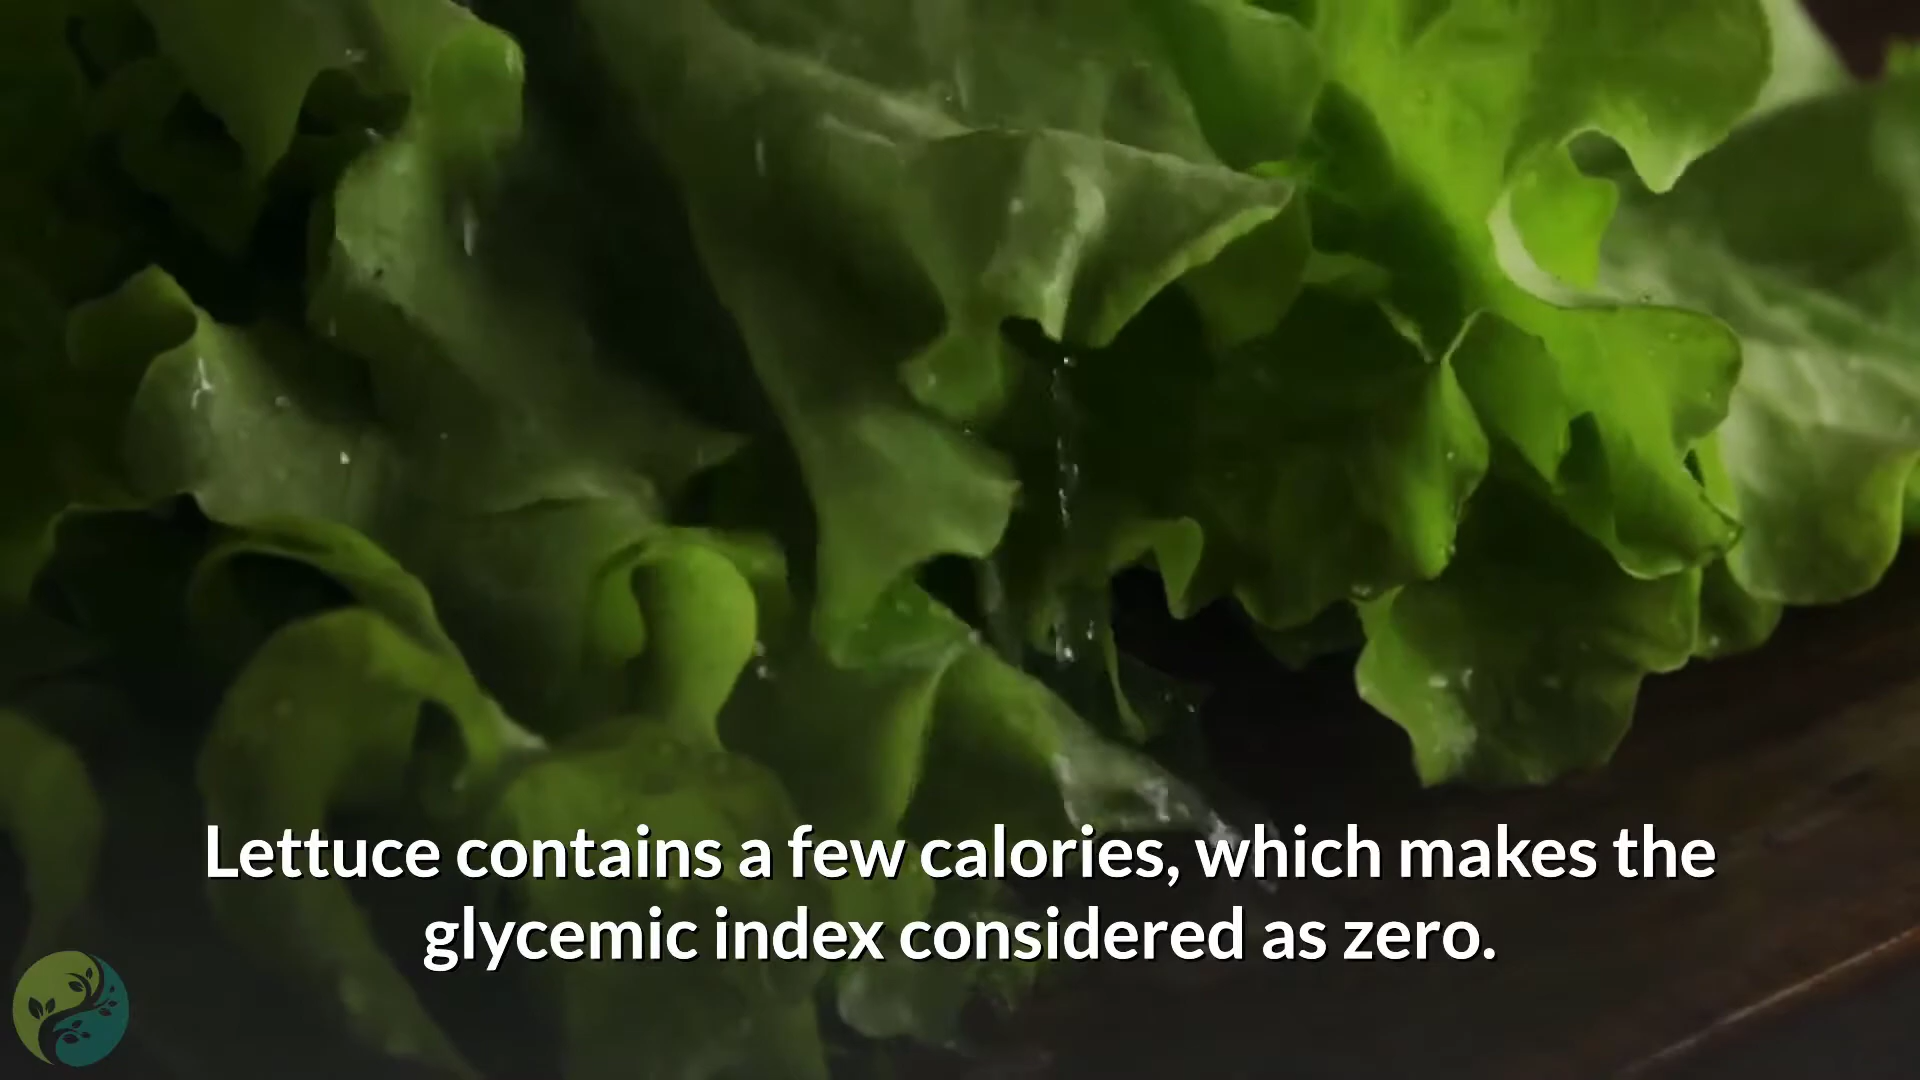 Lettuce contains a few calories, which makes the
glycemic index considered as zero.